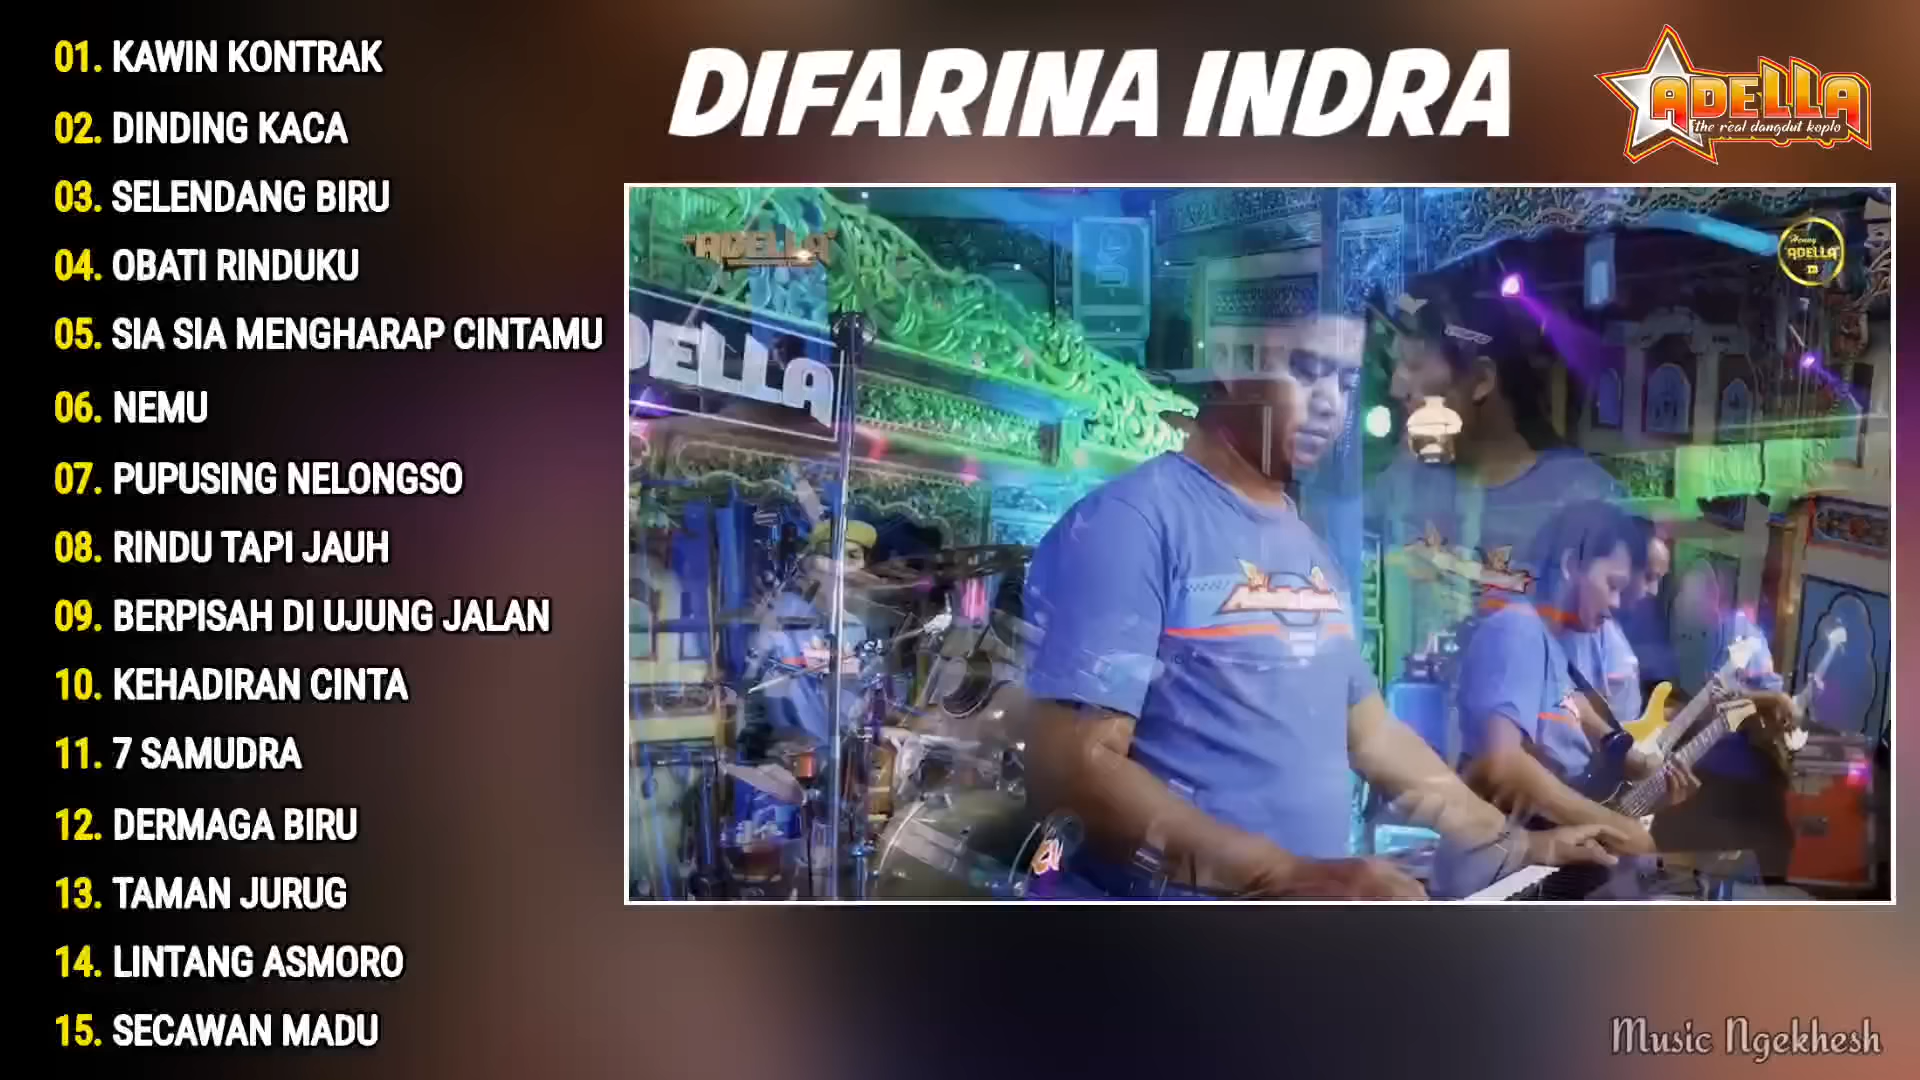 01. KAWIN KONTRAK
02. DINDING KACA
03. SELENDANG BIRU
04. OBATI RINDUKU
05. SIA SIA MENGHARAP CINTAMU
06. NEMU
07. PUPUSING NELONGSO
08. RINDU TAPI JAUH
09. BERPISAH DI UJUNG JALAN
10. KEHADIRAN CINTA
11. 7 SAMUDRA
12. DERMAGA BIRU
13. TAMAN JURUG
14. LINTANG ASMORO
15. SECAWAN MADU
DIFARINA INDRA
ADELLA
the real dangdut koplo
ADELLA
ADELLA
DELLA
Music Ngekhesh